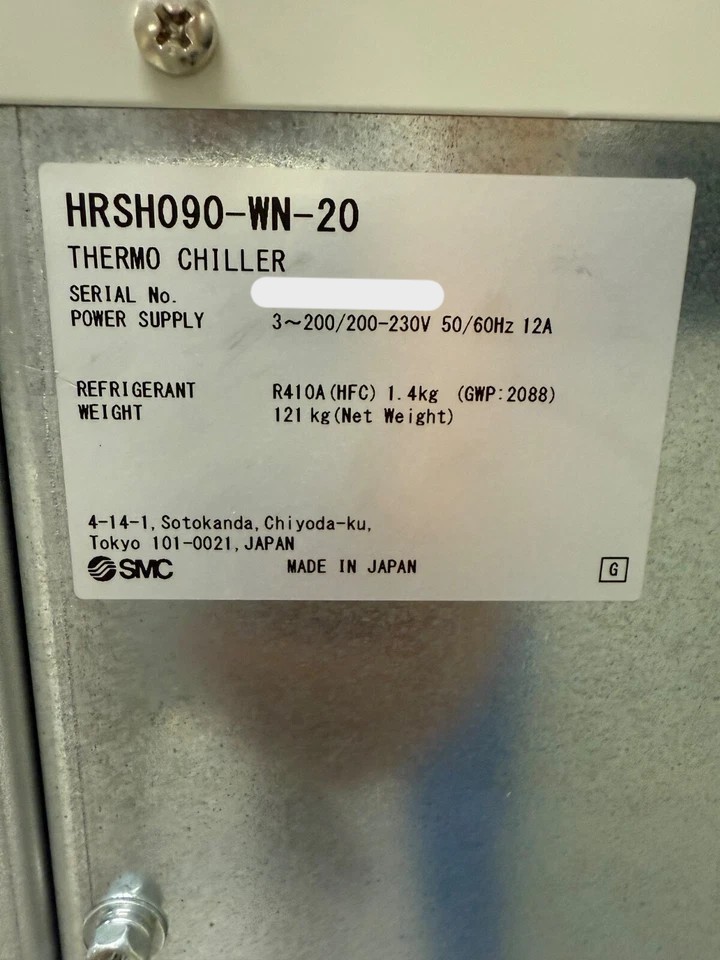 HRSH090-WN-20
THERMO CHILLER
SERIAL No.
POWER SUPPLY 3~200/200-230V 50/60Hz 12A
REFRIGERANT R410A(HFC) 1.4kg (GWP:2088)
WEIGHT 121kg(Net Weight)
4-14-1, Sotokanda, Chiyoda-ku,
Tokyo 101-0021, JAPAN
SMC MADE IN JAPAN G